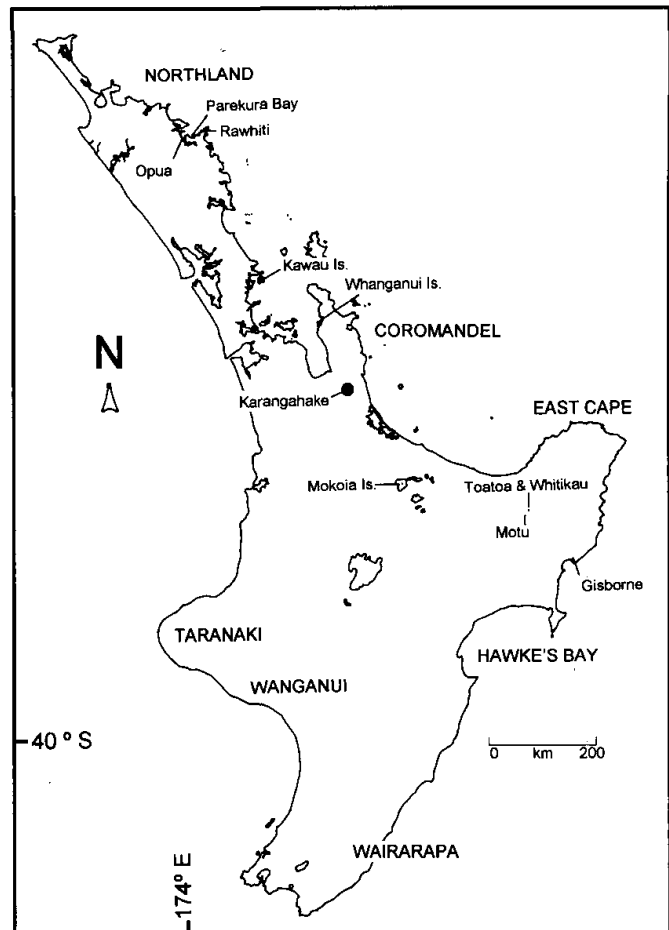 NORTHLAND
Parekura Bay
Rawhiti
Opua
Kawau Is.
Whanganui Is.
COROMANDEL
N
Karangahake
EAST CAPE
Mokoia Is.
Toatoa & Whitikau
Motu
Gisborne
TARANAKI
HAWKE'S BAY
WANGANUI
40 º S
0 km 200
WAIRARAPA
174º E